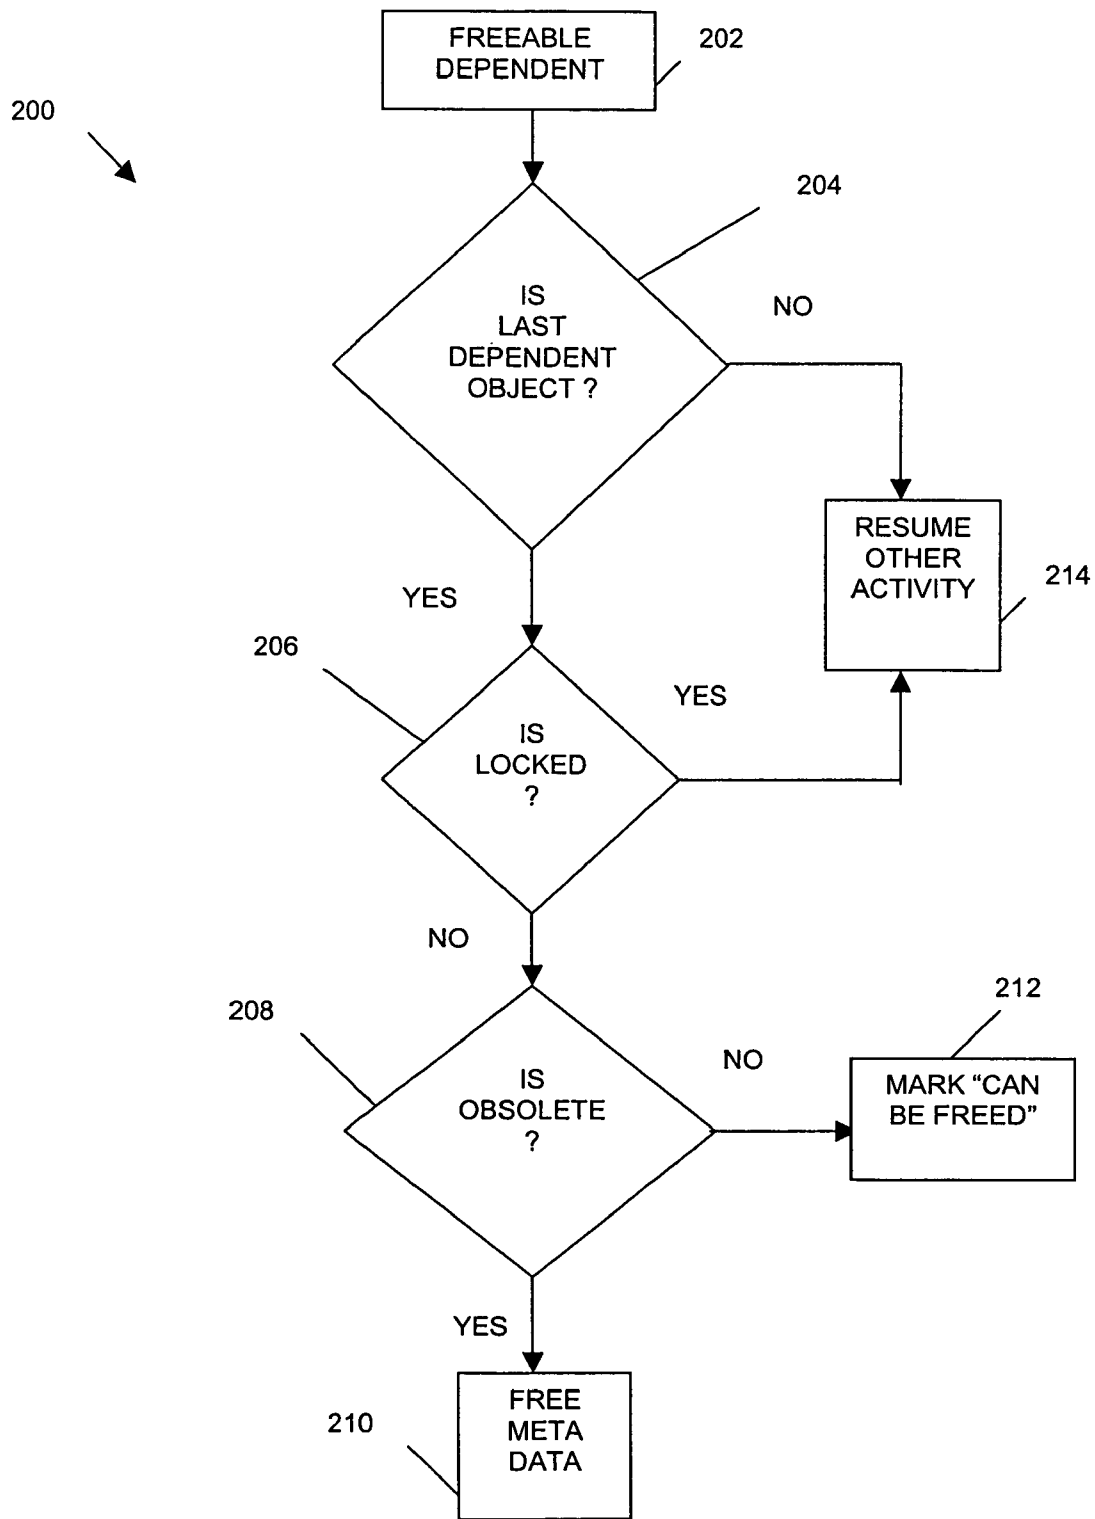 FREEABLE
DEPENDENT
202
200
204
IS
LAST
DEPENDENT
OBJECT ?
NO
RESUME
OTHER
ACTIVITY
214
YES
206
IS
LOCKED
?
YES
NO
208
IS
OBSOLETE
?
NO
212
MARK “CAN
BE FREED”
YES
210
FREE
META
DATA